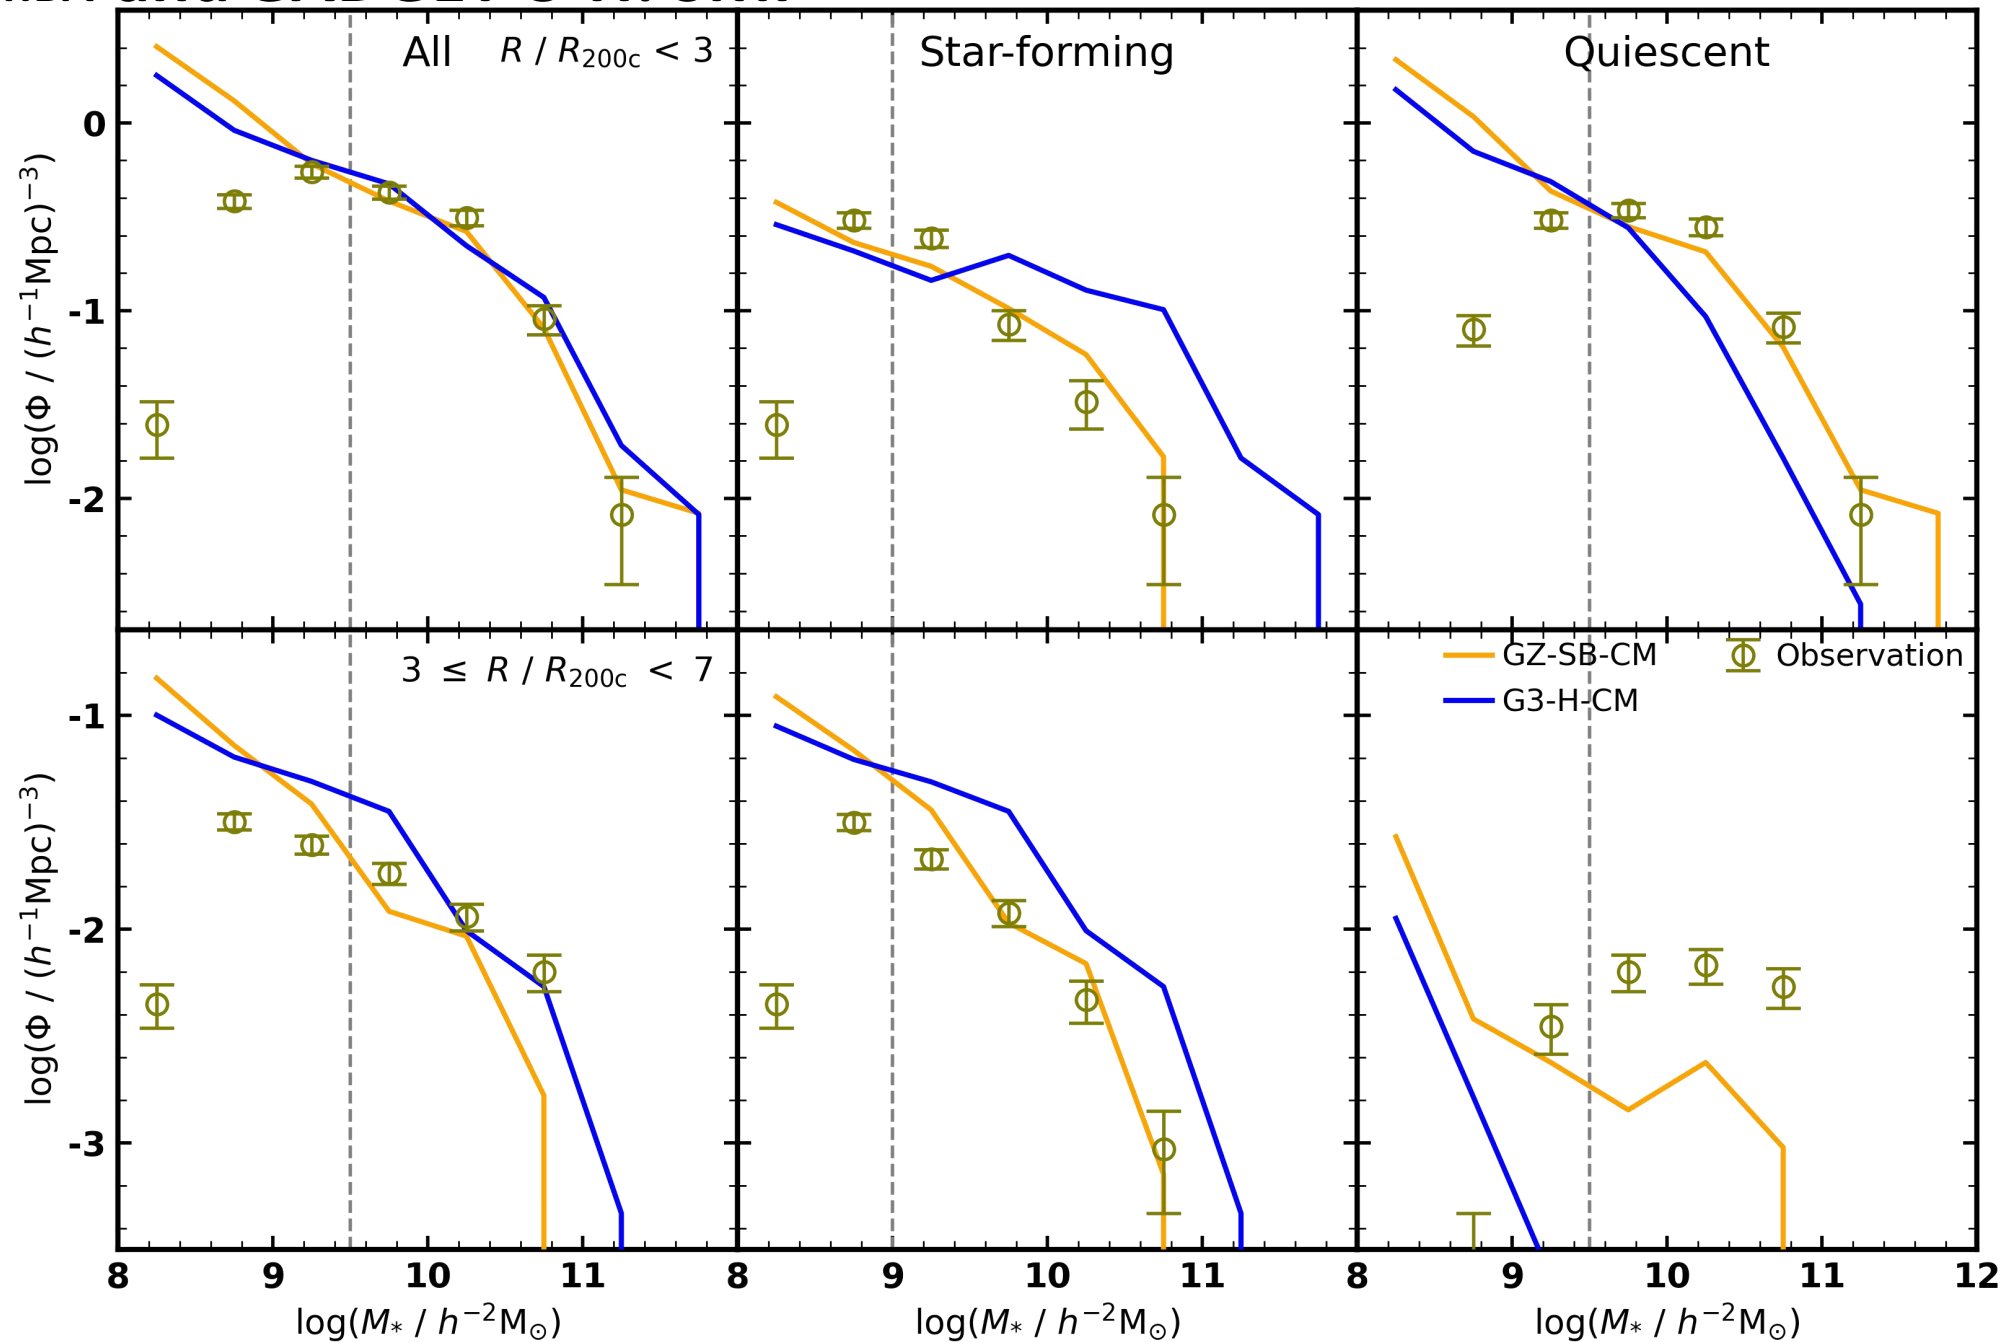 All R / R₂₀₀c < 3
Star-forming
Quiescent
0
-1
-2
log(Φ / (h⁻¹Mpc)⁻³)
3 ≤ R / R₂₀₀c < 7
GZ-SB-CM
Observation
G3-H-CM
-1
-2
-3
log(Φ / (h⁻¹Mpc)⁻³)
8 9 10 11 8 9 10 11 8 9 10 11 12
log(M* / h⁻²M⊙)
log(M* / h⁻²M⊙)
log(M* / h⁻²M⊙)